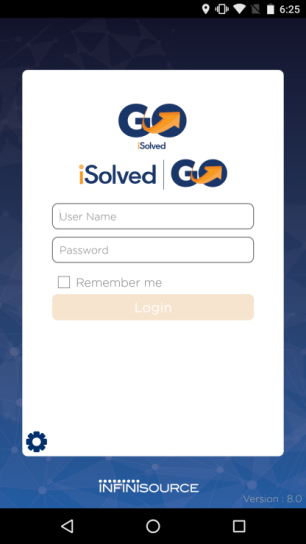 6:25
GO
iSolved
iSolved | GO
User Name
Password
Remember me
Login
INFINISOURCE
Version : 8.0